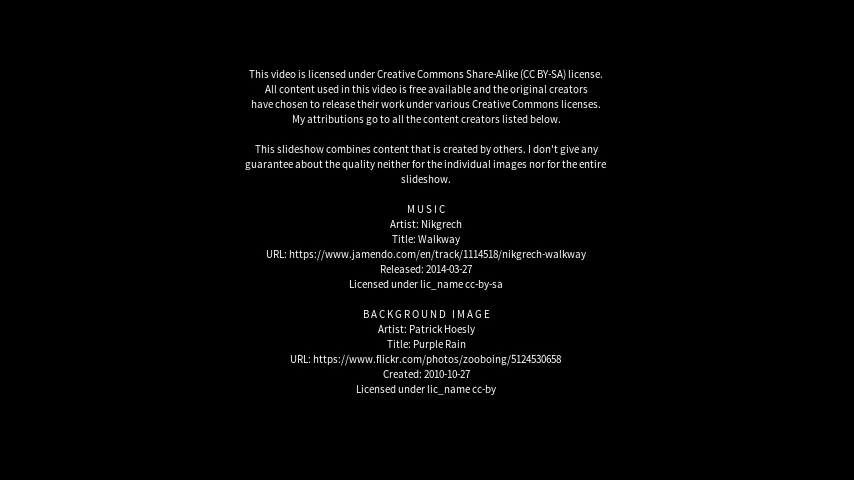 This video is licensed under Creative Commons Share-Alike (CC BY-SA) license.
All content used in this video is free available and the original creators
have chosen to release their work under various Creative Commons licenses.
My attributions go to all the content creators listed below.
This slideshow combines content that is created by others. I don't give any
guarantee about the quality neither for the individual images nor for the entire
slideshow.
MUSIC
Artist: Nikgrech
Title: Walkway
URL: https://www.jamendo.com/en/track/1114518/nikgrech-walkway
Released: 2014-03-27
Licensed under lic_name cc-by-sa
BACKGROUND IMAGE
Artist: Patrick Hoesly
Title: Purple Rain
URL: https://www.flickr.com/photos/zooboing/5124530658
Created: 2010-10-27
Licensed under lic_name cc-by